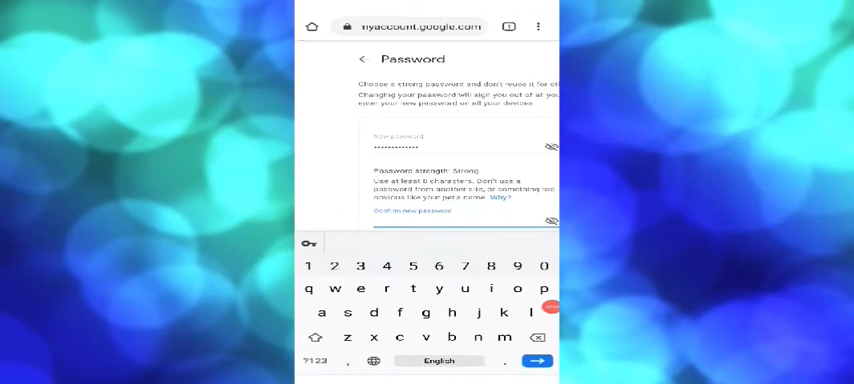 myaccount.google.com
1
Password
Choose a strong password and don't reuse it for
Changing your password will sign you out of all
enter your new password on all your devices
New password
•••••••••••••
Password strength: Strong
Use at least 8 characters. Don't use a
password from another site, or something too
obvious like your pet's name. Why?
Confirm new password
1 2 3 4 5 6 7 8 9 0
q w e r t y u i o p
a s d f g h j k l
z x c v b n m
?123 , English .